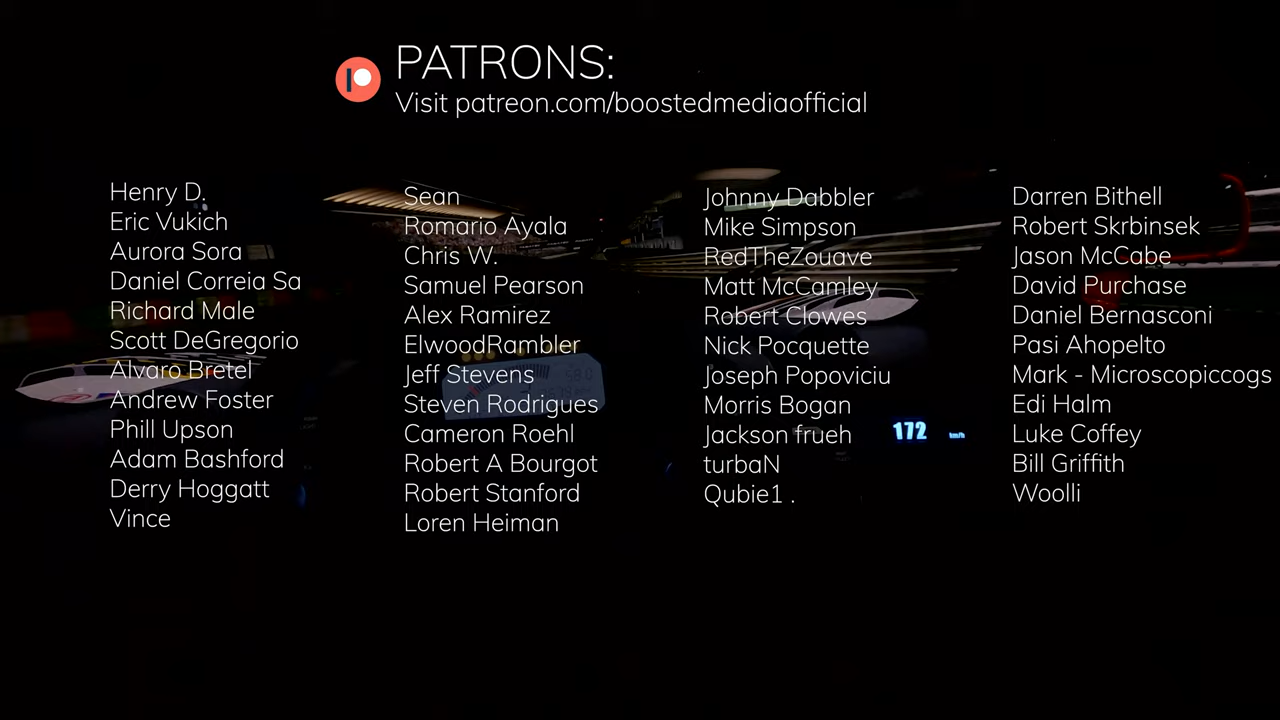 PATRONS:
Visit patreon.com/boostedmediaofficial
Henry D.
Eric Vukich
Aurora Sora
Daniel Correia Sa
Richard Male
Scott DeGregorio
Alvaro Bretel
Andrew Foster
Phill Upson
Adam Bashford
Derry Hoggatt
Vince
Sean
Romario Ayala
Chris W.
Samuel Pearson
Alex Ramirez
ElwoodRambler
Jeff Stevens
Steven Rodrigues
Cameron Roehl
Robert A Bourgot
Robert Stanford
Loren Heiman
Johnny Dabbler
Mike Simpson
RedTheZouave
Matt McCamley
Robert Clowes
Nick Pocquette
Joseph Popoviciu
Morris Bogan
Jackson frueh
turbaN
Qubie1 .
172 km/h
Darren Bithell
Robert Skrbinsek
Jason McCabe
David Purchase
Daniel Bernasconi
Pasi Ahopelto
Mark - Microscopiccogs
Edi Halm
Luke Coffey
Bill Griffith
Woolli